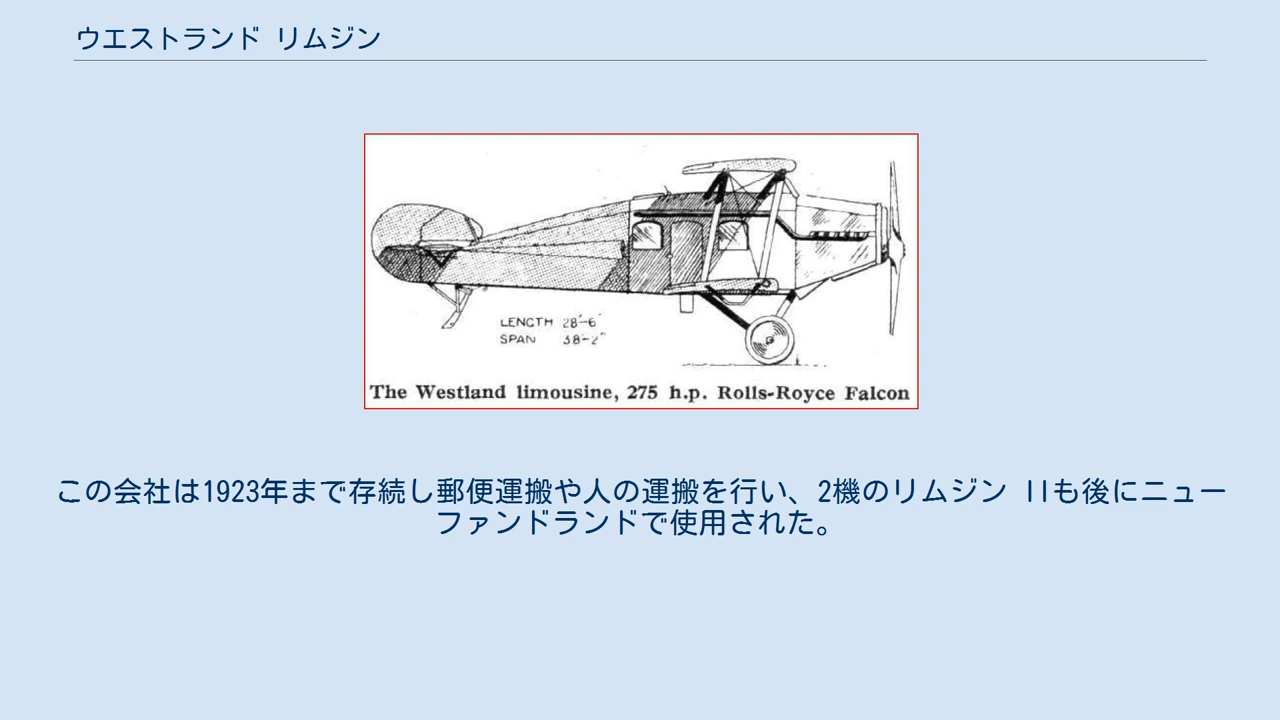 ウエストランド リムジン
LENGTH 28'-6"
SPAN 38'-2"
The Westland limousine, 275 h.p. Rolls-Royce Falcon
この会社は1923年まで存続し郵便運搬や人の運搬を行い、2機のリムジン IIも後にニュー
ファンドランドで使用された。